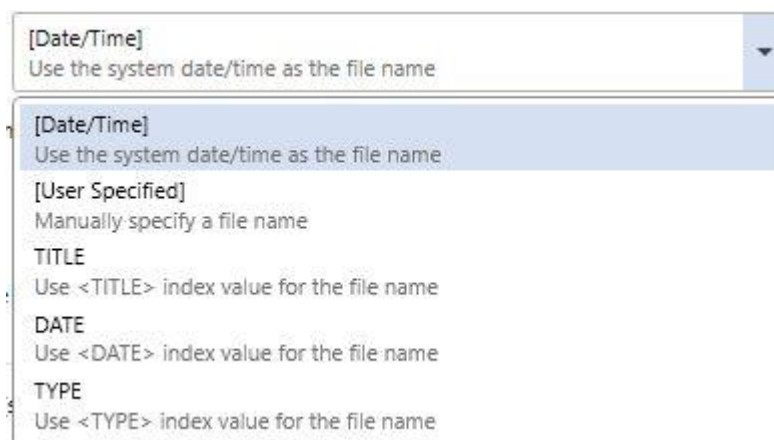 [Date/Time]
Use the system date/time as the file name
[Date/Time]
Use the system date/time as the file name
[User Specified]
Manually specify a file name
TITLE
Use <TITLE> index value for the file name
DATE
Use <DATE> index value for the file name
TYPE
Use <TYPE> index value for the file name